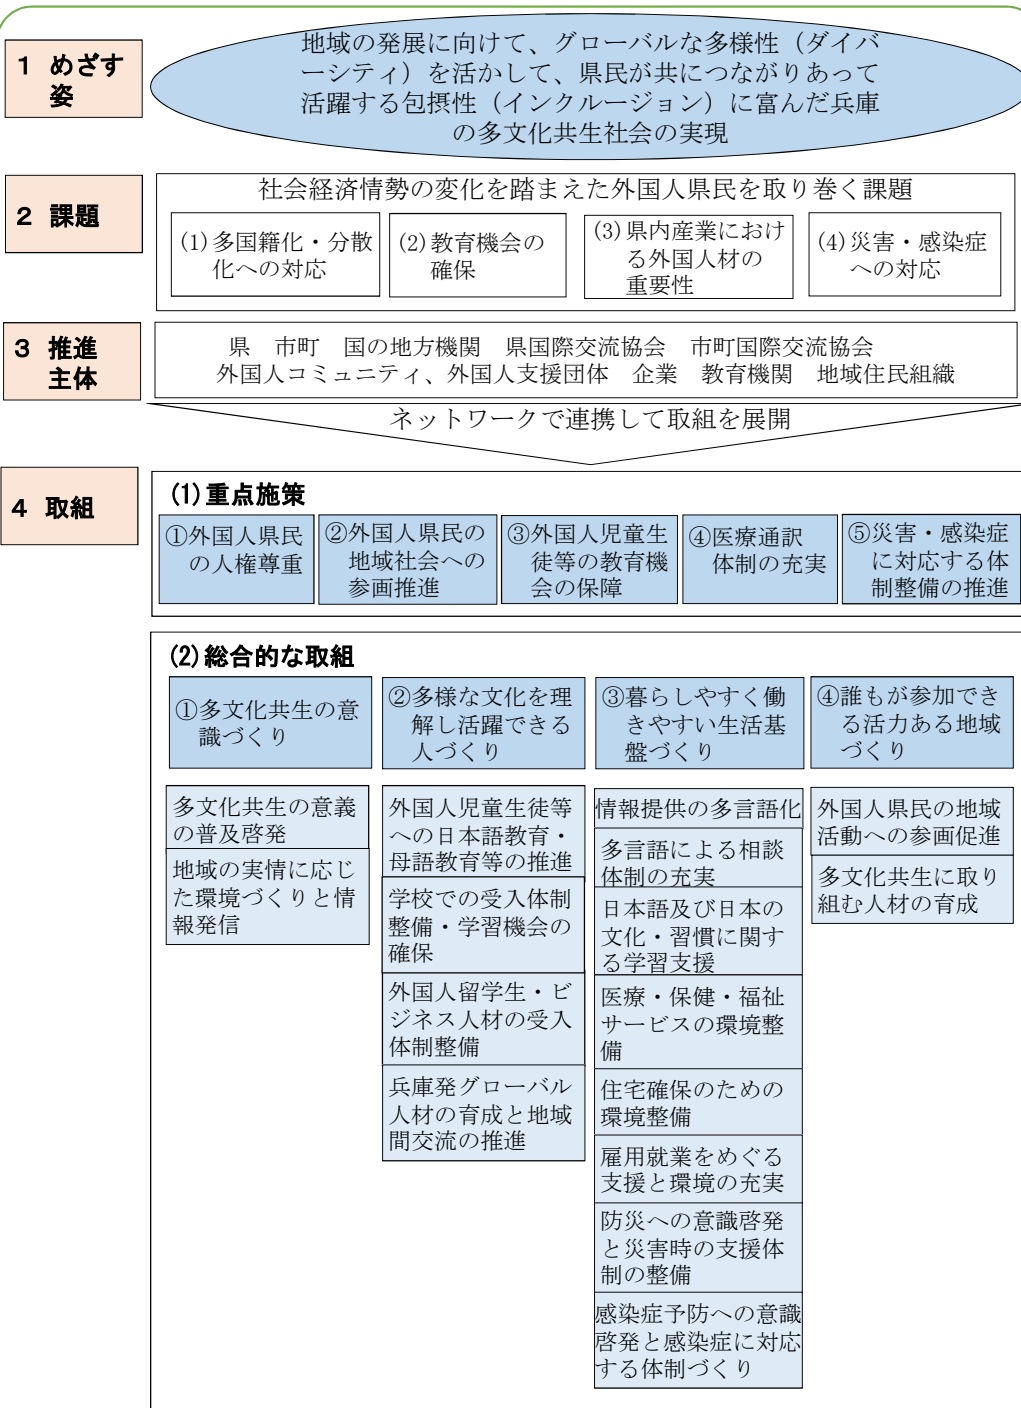 1 めざす
姿
地域の発展に向けて、グローバルな多様性（ダイバ
ーシティ）を活かして、県民が共につながりあって
活躍する包摂性（インクルージョン）に富んだ兵庫
の多文化共生社会の実現
2 課題
社会経済情勢の変化を踏まえた外国人県民を取り巻く課題
(1)多国籍化・分散
化への対応
(2)教育機会の
確保
(3)県内産業におけ
る外国人材の
重要性
(4)災害・感染症
への対応
3 推進
主体
県 市町 国の地方機関 県国際交流協会 市町国際交流協会
外国人コミュニティ、外国人支援団体 企業 教育機関 地域住民組織
ネットワークで連携して取組を展開
4 取組
(1)重点施策
①外国人県民
の人権尊重
②外国人県民の
地域社会への
参画推進
③外国人児童生
徒等の教育機
会の保障
④医療通訳
体制の充実
⑤災害・感染症
に対応する体
制整備の推進
(2)総合的な取組
①多文化共生の意
識づくり
多文化共生の意義
の普及啓発
地域の実情に応じ
た環境づくりと情
報発信
②多様な文化を理
解し活躍できる
人づくり
外国人児童生徒等
への日本語教育・
母語教育等の推進
学校での受入体制
整備・学習機会の
確保
外国人留学生・ビ
ジネス人材の受入
体制整備
兵庫発グローバル
人材の育成と地域
間交流の推進
③暮らしやすく働
きやすい生活基
盤づくり
情報提供の多言語化
多言語による相談
体制の充実
日本語及び日本の
文化・習慣に関す
る学習支援
医療・保健・福祉
サービスの環境整
備
住宅確保のための
環境整備
雇用就業をめぐる
支援と環境の充実
防災への意識啓発
と災害時の支援体
制の整備
感染症予防への意識
啓発と感染症に対応
する体制づくり
④誰もが参加でき
る活力ある地域
づくり
外国人県民の地域
活動への参画促進
多文化共生に取り
組む人材の育成